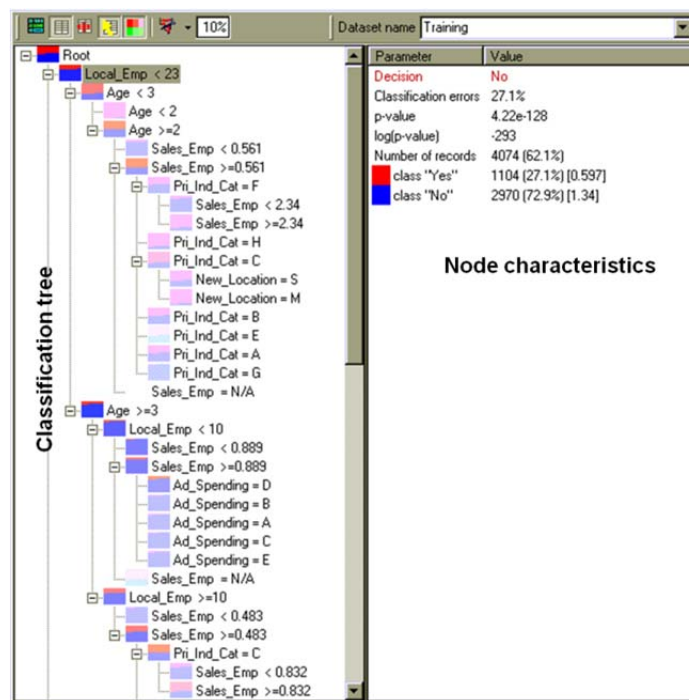 10%
Dataset name
Training
Root
Local_Emp < 23
Age < 3
Age < 2
Age >=2
Sales_Emp < 0.561
Sales_Emp >=0.561
Pri_Ind_Cat = F
Sales_Emp < 2.34
Sales_Emp >=2.34
Pri_Ind_Cat = H
Pri_Ind_Cat = C
New_Location = S
New_Location = M
Pri_Ind_Cat = B
Pri_Ind_Cat = E
Pri_Ind_Cat = A
Pri_Ind_Cat = G
Sales_Emp = N/A
Age >=3
Local_Emp < 10
Sales_Emp < 0.889
Sales_Emp >=0.889
Ad_Spending = D
Ad_Spending = B
Ad_Spending = A
Ad_Spending = C
Ad_Spending = E
Sales_Emp = N/A
Local_Emp >=10
Sales_Emp < 0.483
Sales_Emp >=0.483
Pri_Ind_Cat = C
Sales_Emp < 0.832
Sales_Emp >=0.832
Classification tree
Parameter Value
Decision No
Classification errors 27.1%
p-value 4.22e-128
log(p-value) -293
Number of records 4074 (62.1%)
class "Yes" 1104 (27.1%) [0.597]
class "No" 2970 (72.9%) [1.34]
Node characteristics